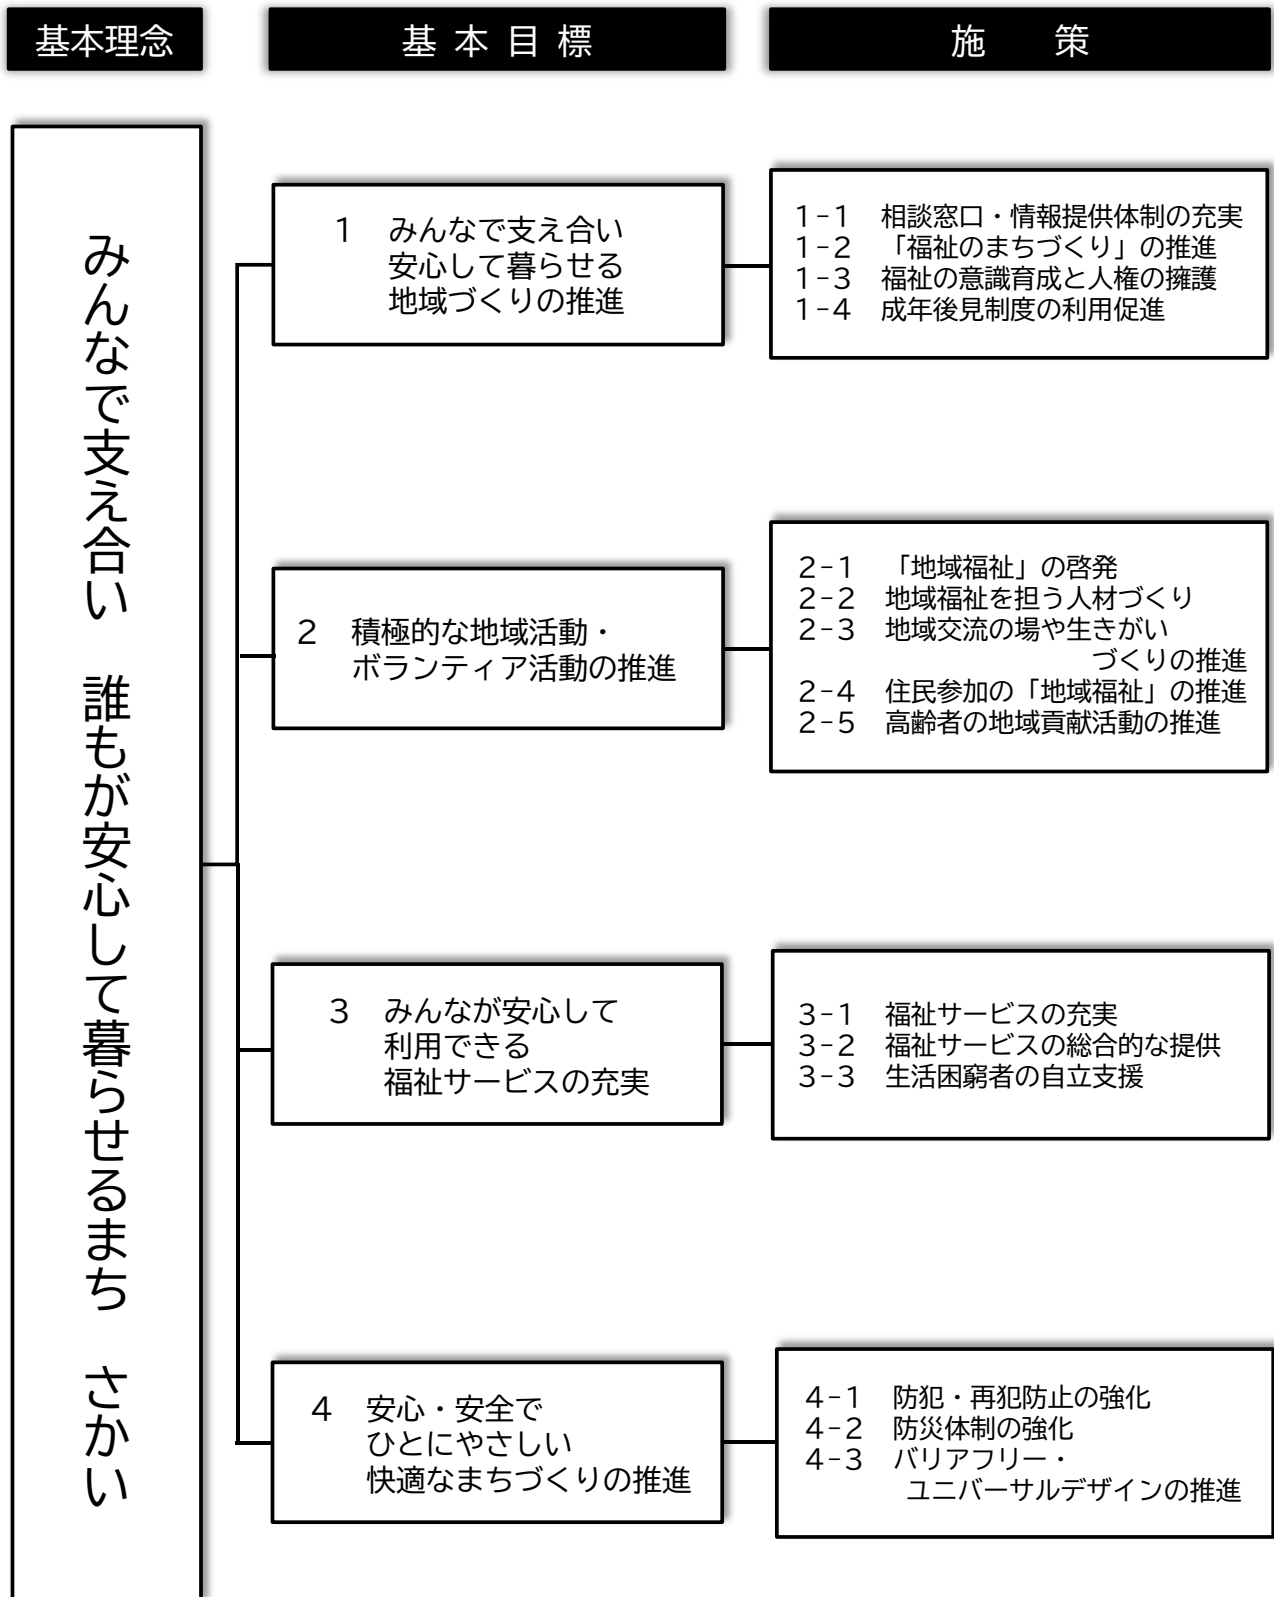 基本理念
基本目標
施　策
みんなで支え合い　誰もが安心して暮らせるまち　さかい
1　みんなで支え合い
安心して暮らせる
地域づくりの推進
1-1　相談窓口・情報提供体制の充実
1-2　「福祉のまちづくり」の推進
1-3　福祉の意識育成と人権の擁護
1-4　成年後見制度の利用促進
2　積極的な地域活動・
ボランティア活動の推進
2-1　「地域福祉」の啓発
2-2　地域福祉を担う人材づくり
2-3　地域交流の場や生きがい
づくりの推進
2-4　住民参加の「地域福祉」の推進
2-5　高齢者の地域貢献活動の推進
3　みんなが安心して
利用できる
福祉サービスの充実
3-1　福祉サービスの充実
3-2　福祉サービスの総合的な提供
3-3　生活困窮者の自立支援
4　安心・安全で
ひとにやさしい
快適なまちづくりの推進
4-1　防犯・再犯防止の強化
4-2　防災体制の強化
4-3　バリアフリー・
ユニバーサルデザインの推進